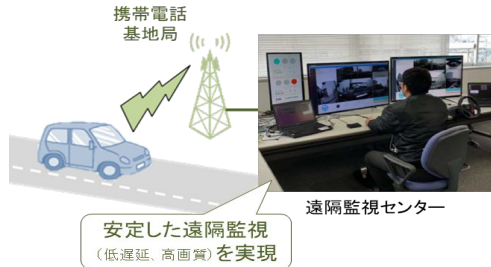 携帯電話
基地局
遠隔監視センター
安定した遠隔監視
(低遅延、高画質)を実現